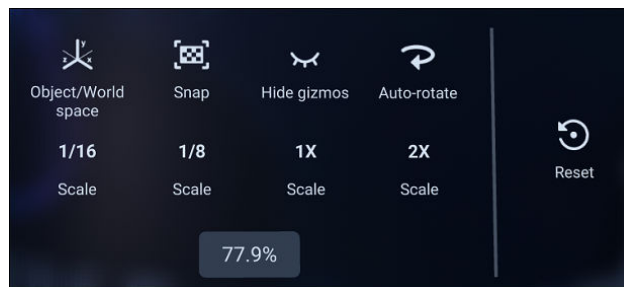 Object/World
space
Snap
Hide gizmos
Auto-rotate
1/16
1/8
1X
2X
Scale
Scale
Scale
Scale
Reset
77.9%